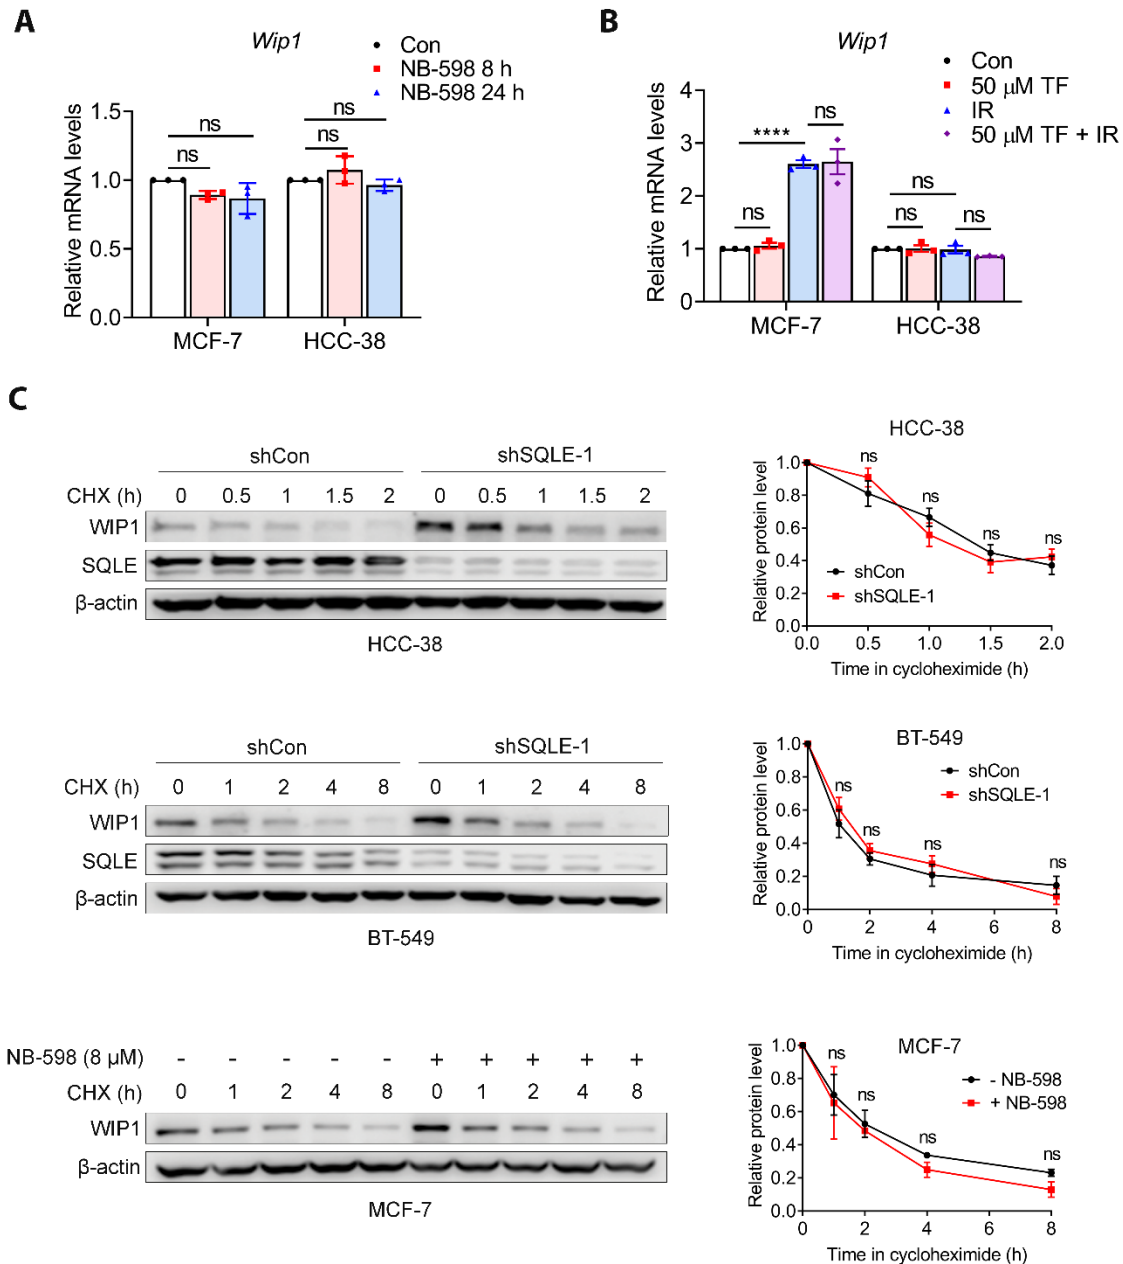 A
Wip1
Con
NB-598 8 h
NB-598 24 h
Relative mRNA levels
1.5
1.0
0.5
0.0
ns
ns
ns
ns
MCF-7
HCC-38
B
Wip1
Con
50 μM TF
IR
50 μM TF + IR
Relative mRNA levels
4
3
2
1
0
****
ns
ns
ns
ns
ns
MCF-7
HCC-38
C
shCon
shSQLE-1
CHX (h)
0 0.5 1 1.5 2 0 0.5 1 1.5 2
WIP1
SQLE
β-actin
HCC-38
HCC-38
Relative protein level
1.0
0.8
0.6
0.4
0.2
0.0
ns
ns
ns
ns
shCon
shSQLE-1
0.0 0.5 1.0 1.5 2.0
Time in cycloheximide (h)
shCon
shSQLE-1
CHX (h)
0 1 2 4 8 0 1 2 4 8
WIP1
SQLE
β-actin
BT-549
BT-549
Relative protein level
1.0
0.8
0.6
0.4
0.2
0.0
ns
ns
ns
ns
shCon
shSQLE-1
0 2 4 6 8
Time in cycloheximide (h)
NB-598 (8 μM) - - - - - + + + + +
CHX (h) 0 1 2 4 8 0 1 2 4 8
WIP1
β-actin
MCF-7
MCF-7
Relative protein level
1.0
0.8
0.6
0.4
0.2
0.0
ns
ns
ns
ns
- NB-598
+ NB-598
0 2 4 6 8
Time in cycloheximide (h)